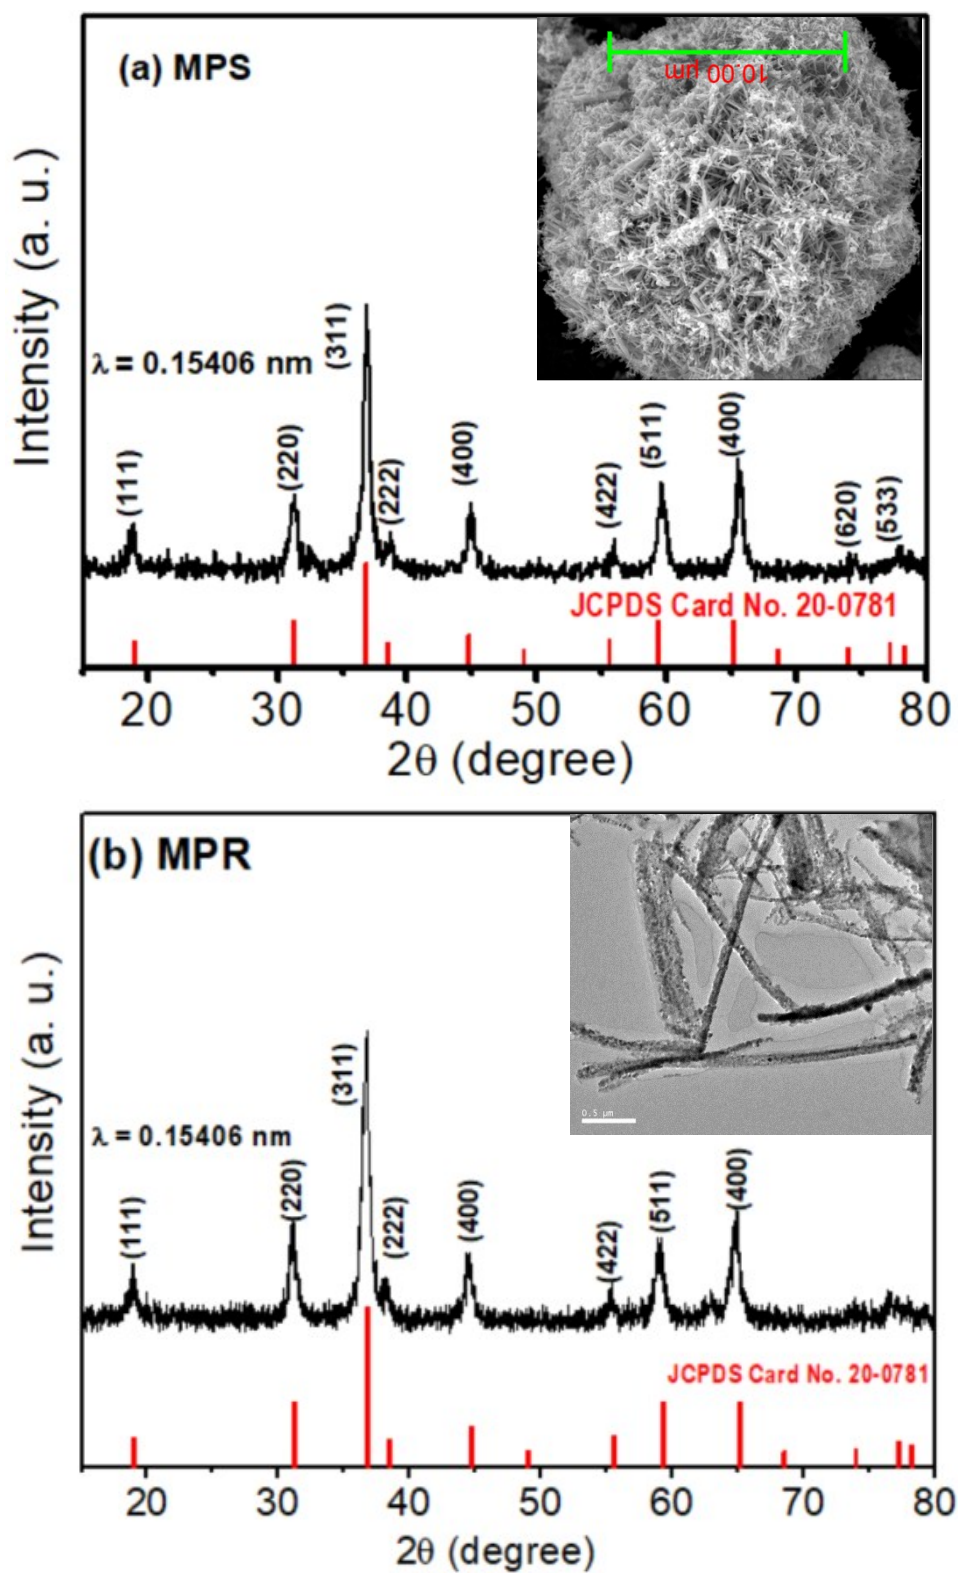 (a) MPS
10.00 µm
Intensity (a. u.)
λ = 0.15406 nm
(111)
(220)
(311)
(222)
(400)
(422)
(511)
(400)
(620)
(533)
JCPDS Card No. 20-0781
20 30 40 50 60 70 80
2θ (degree)
(b) MPR
0.5 µm
Intensity (a. u.)
λ = 0.15406 nm
(111)
(220)
(311)
(222)
(400)
(422)
(511)
(400)
JCPDS Card No. 20-0781
20 30 40 50 60 70 80
2θ (degree)